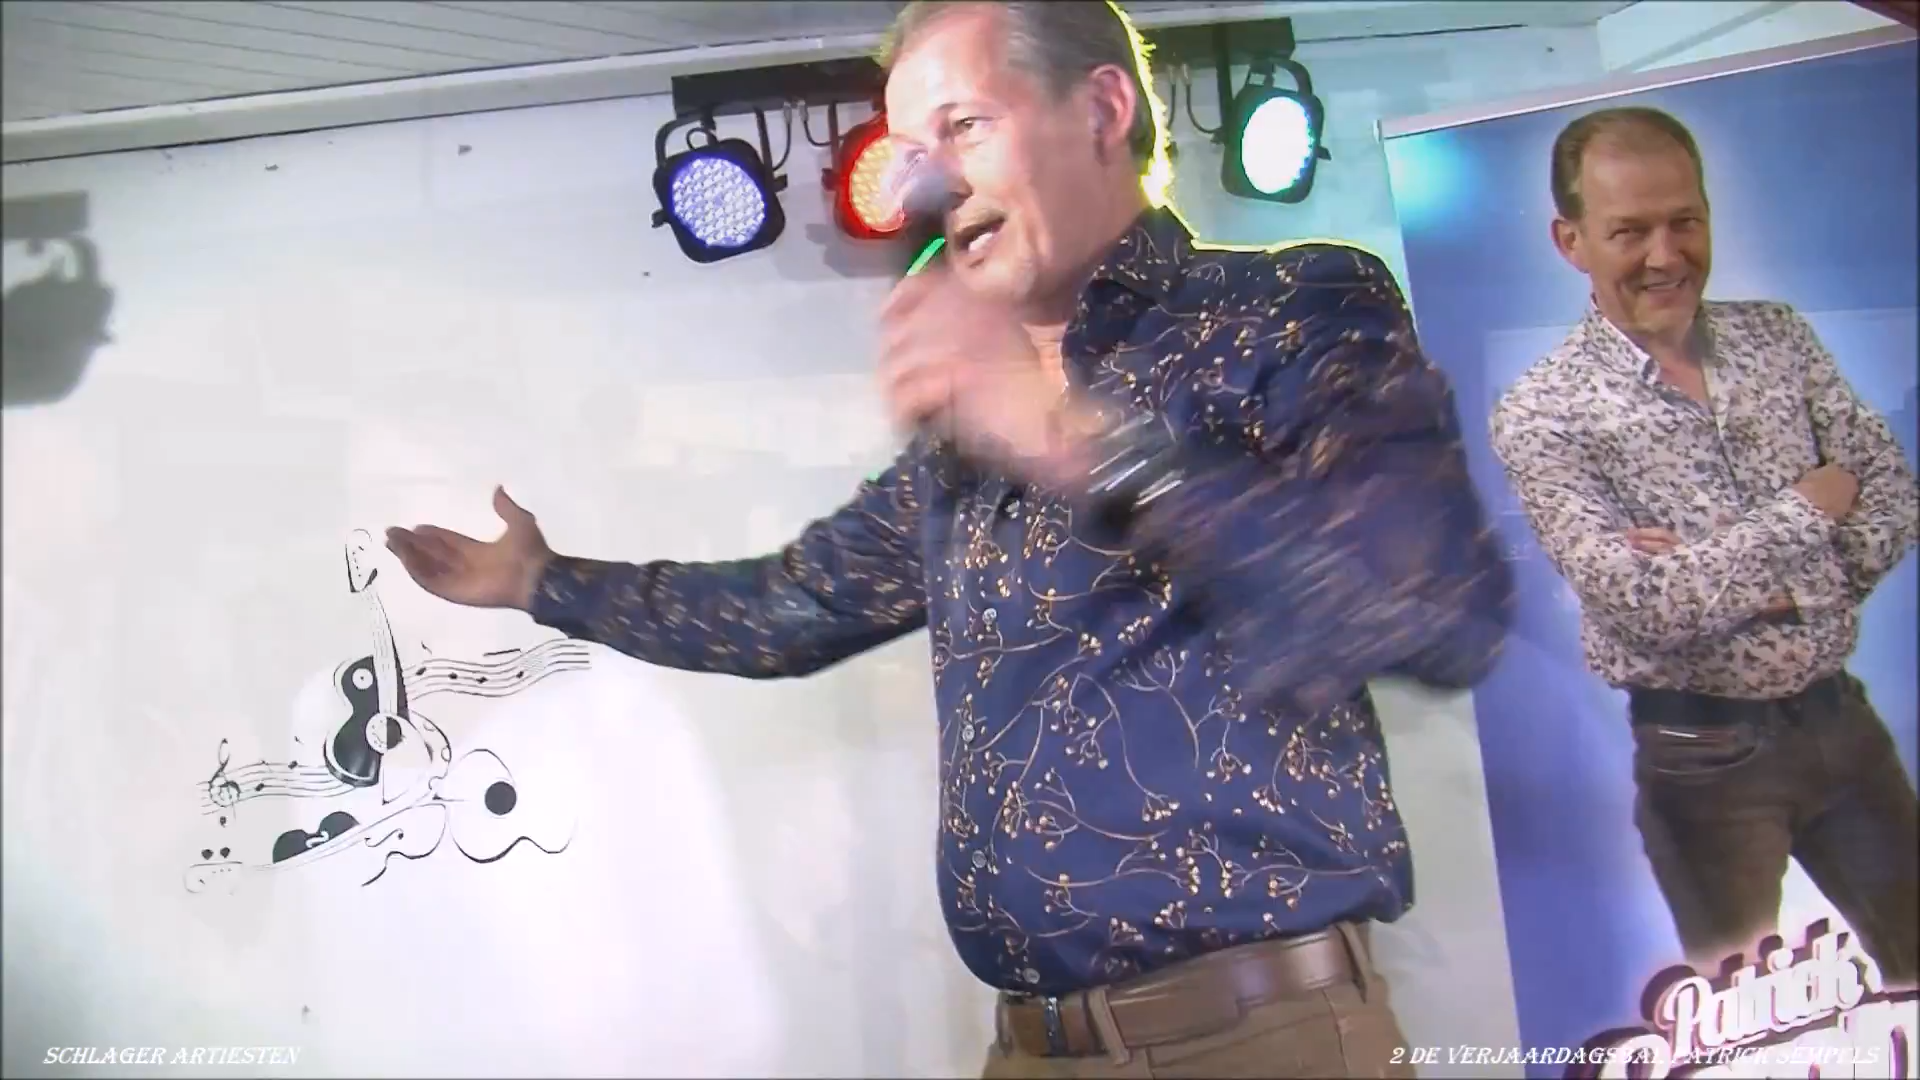 Patrick
SCHLAGER ARTIESTEN
2 DE VERJAARDAGSBAL PATRICK SEMPELS